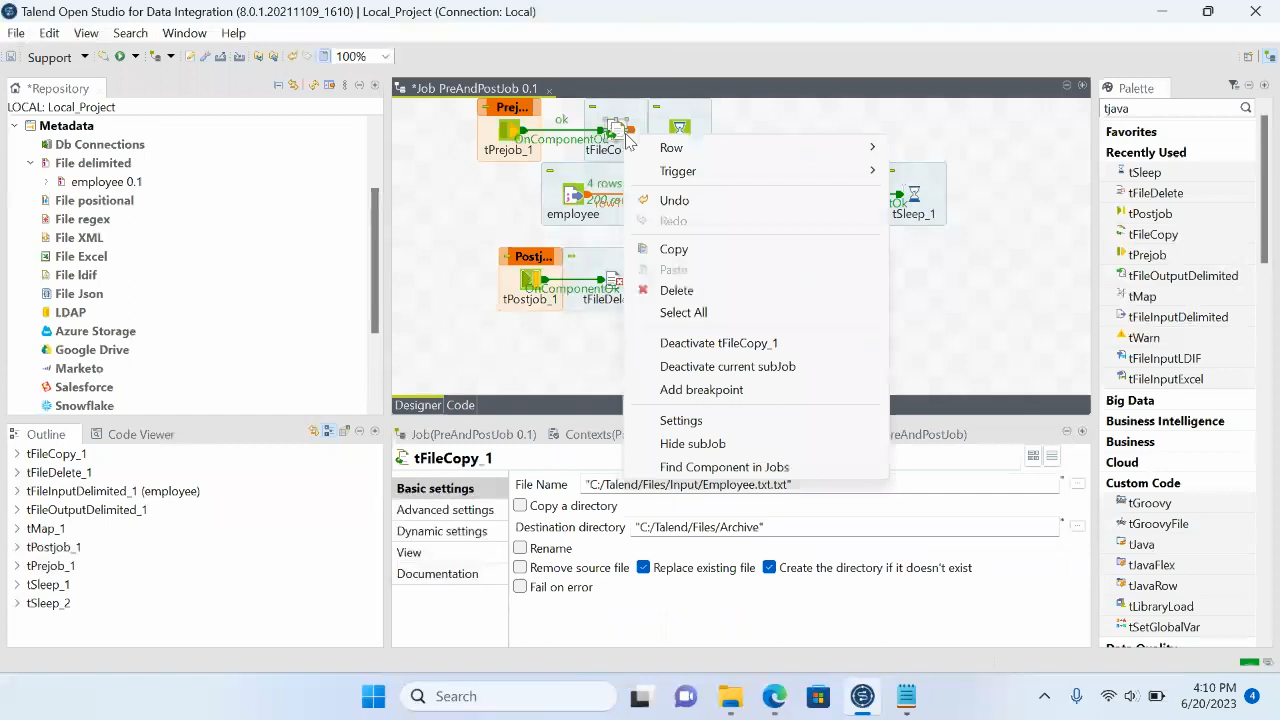 Talend Open Studio for Data Integration (8.0.1.20211109_1610) | Local_Project (Connection: Local)
File Edit View Search Window Help
Support 100%
*Repository
LOCAL: Local_Project
Metadata
Db Connections
File delimited
employee 0.1
File positional
File regex
File XML
File Excel
File ldif
File Json
LDAP
Azure Storage
Google Drive
Marketo
Salesforce
Snowflake
Outline Code Viewer
tFileCopy_1
tFileDelete_1
tFileInputDelimited_1 (employee)
tFileOutputDelimited_1
tMap_1
tPostjob_1
tPrejob_1
tSleep_1
tSleep_2
*Job PreAndPostJob 0.1
Prej...
ok
OnComponentOk
tPrejob_1
tFileCo
4 rows
employee
Ok
tSleep_1
Postj...
OnComponentOk
tPostjob_1
tFileDel
Designer Code
Row
Trigger
Undo
Redo
Copy
Paste
Delete
Select All
Deactivate tFileCopy_1
Deactivate current subJob
Add breakpoint
Settings
Hide subJob
Find Component in Jobs
Job(PreAndPostJob 0.1) Contexts(P reAndPostJob)
tFileCopy_1
Basic settings
Advanced settings
Dynamic settings
View
Documentation
File Name "C:/Talend/Files/Input/Employee.txt.txt" *
Copy a directory
Destination directory "C:/Talend/Files/Archive" *
Rename
Remove source file Replace existing file Create the directory if it doesn't exist
Fail on error
Palette
tjava
Favorites
Recently Used
tSleep
tFileDelete
tPostjob
tFileCopy
tPrejob
tFileOutputDelimited
tMap
tFileInputDelimited
tWarn
tFileInputLDIF
tFileInputExcel
Big Data
Business Intelligence
Business
Cloud
Custom Code
tGroovy
tGroovyFile
tJava
tJavaFlex
tJavaRow
tLibraryLoad
tSetGlobalVar
Search
4:10 PM
6/20/2023
4